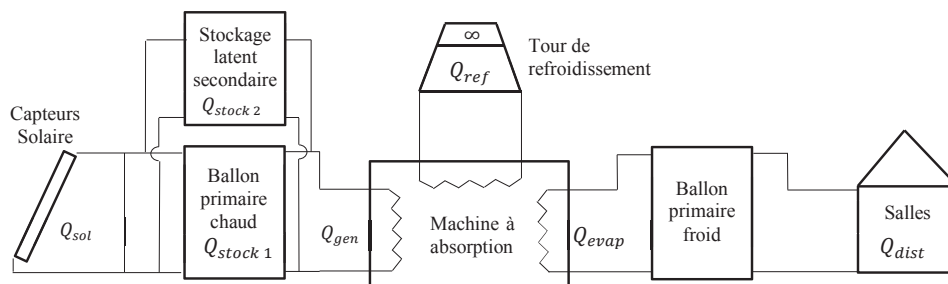 Stockage
latent
secondaire
Q_stock 2
∞
Q_ref
Tour de
refroidissement
Capteurs
Solaire
Q_sol
Ballon
primaire
chaud
Q_stock 1
Q_gen
Machine à
absorption
Q_evap
Ballon
primaire
froid
Salles
Q_dist